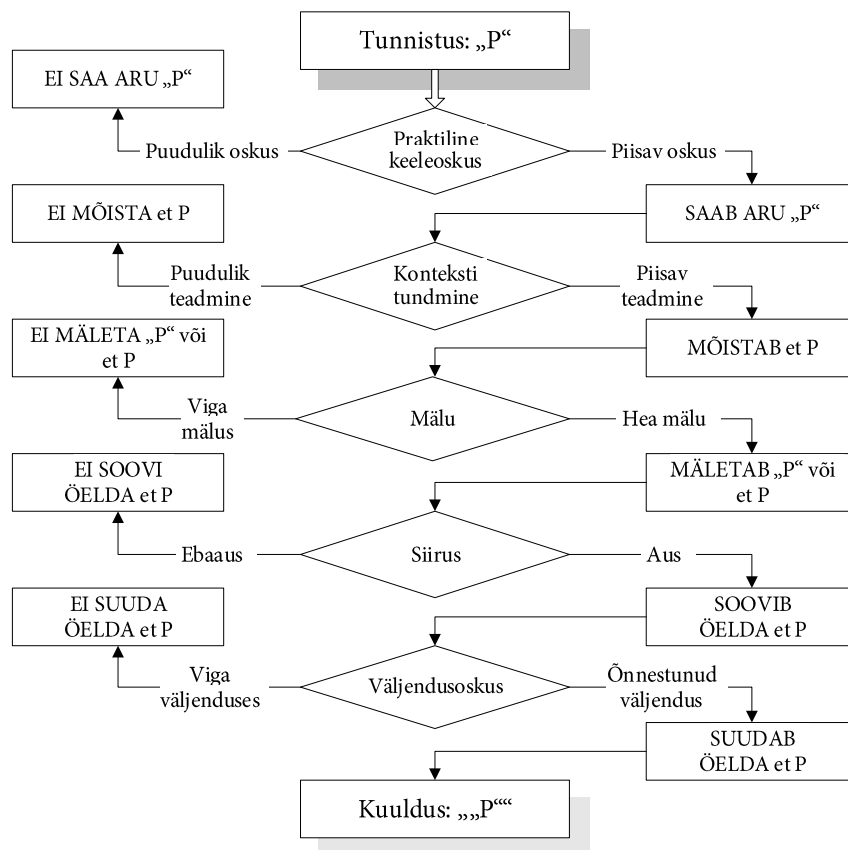 Tunnistus: „P“
EI SAA ARU „P“
Praktiline
keeleoskus
Puudulik oskus
Piisav oskus
EI MÕISTA et P
SAAB ARU „P“
Konteksti
tundmine
Puudulik
teadmine
Piisav
teadmine
EI MÄLETA „P“ või
et P
MÕISTAB et P
Viga
mälus
Mälu
Hea mälu
EI SOOVI
ÖELDA et P
MÄLETAB „P“ või
et P
Ebaaus
Siirus
Aus
EI SUUDA
ÖELDA et P
SOOVIB
ÖELDA et P
Viga
väljenduses
Väljendusoskus
Õnnestunud
väljendus
SUUDAB
ÖELDA et P
Kuuldus: „„P““